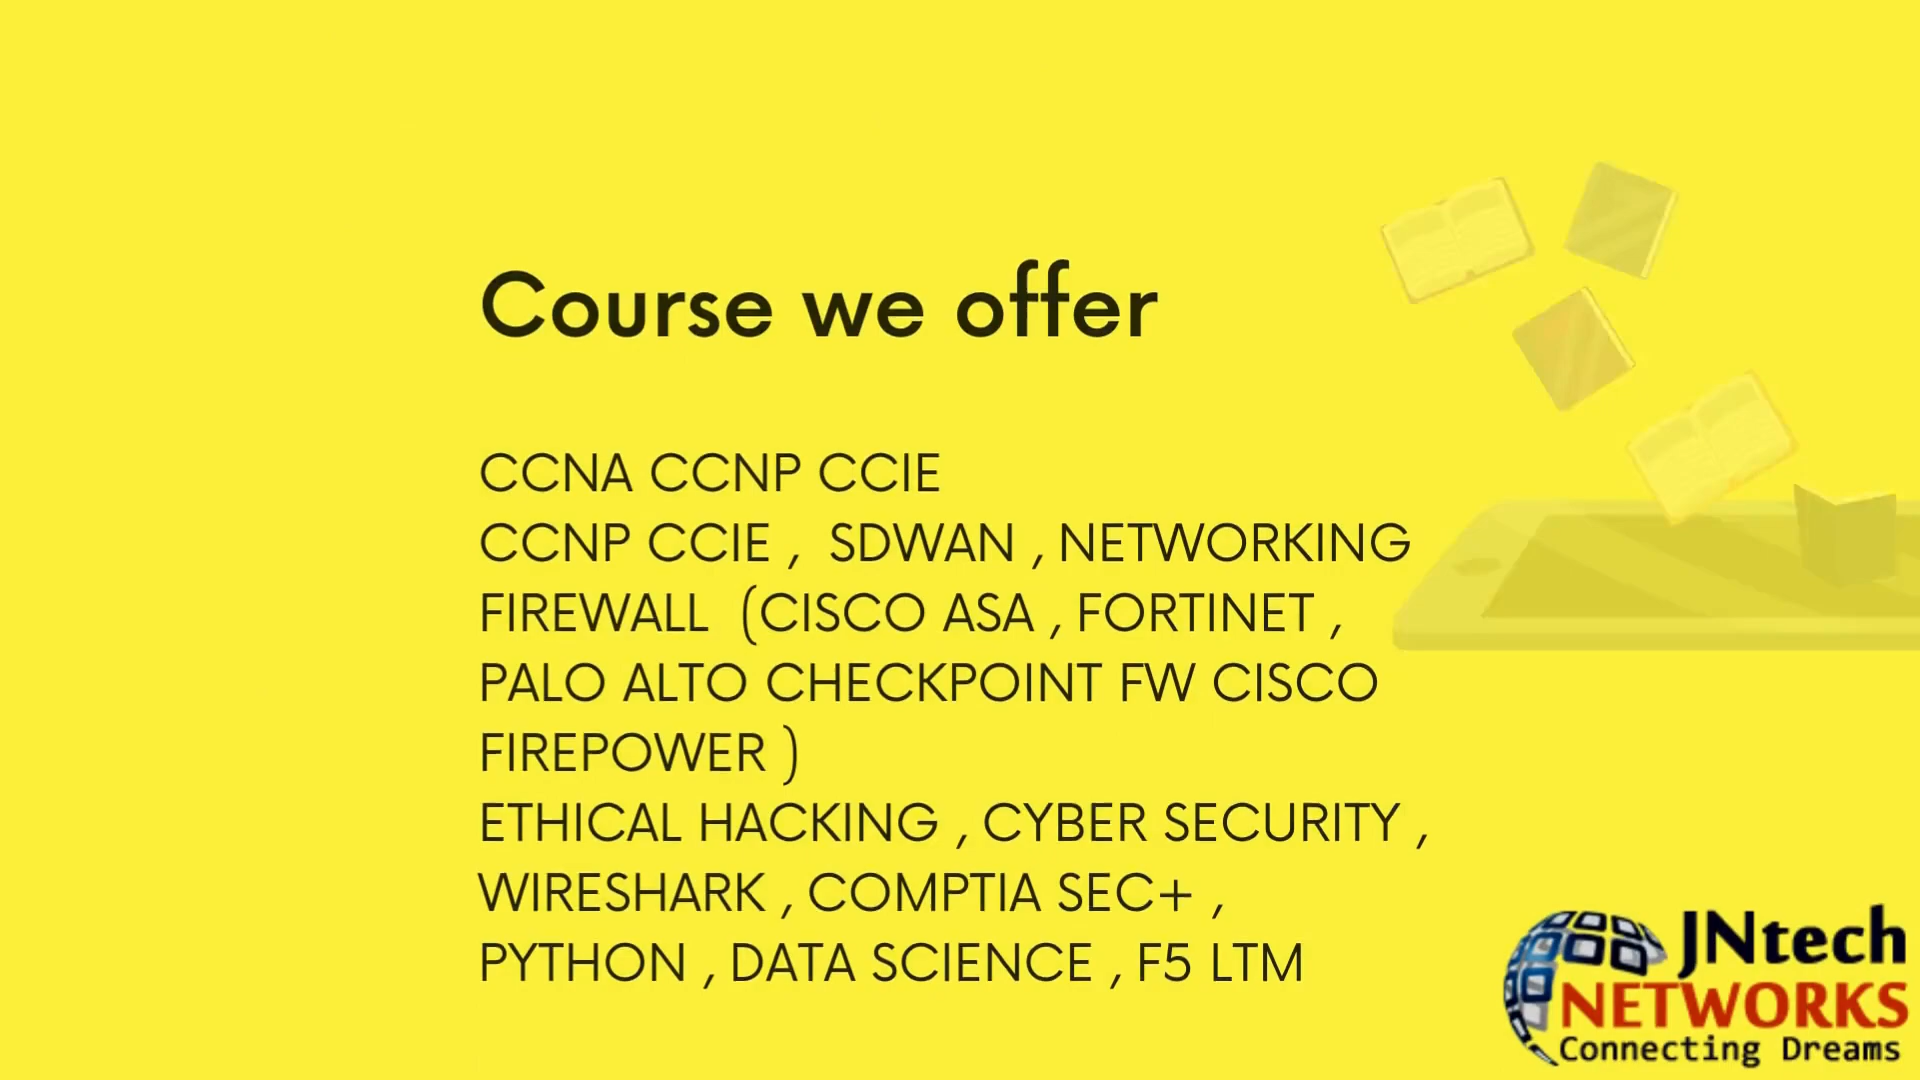 Course we offer
CCNA CCNP CCIE
CCNP CCIE ,  SDWAN , NETWORKING
FIREWALL  (CISCO ASA , FORTINET ,
PALO ALTO CHECKPOINT FW CISCO
FIREPOWER )
ETHICAL HACKING , CYBER SECURITY ,
WIRESHARK , COMPTIA SEC+ ,
PYTHON , DATA SCIENCE , F5 LTM
JNtech
NETWORKS
Connecting Dreams